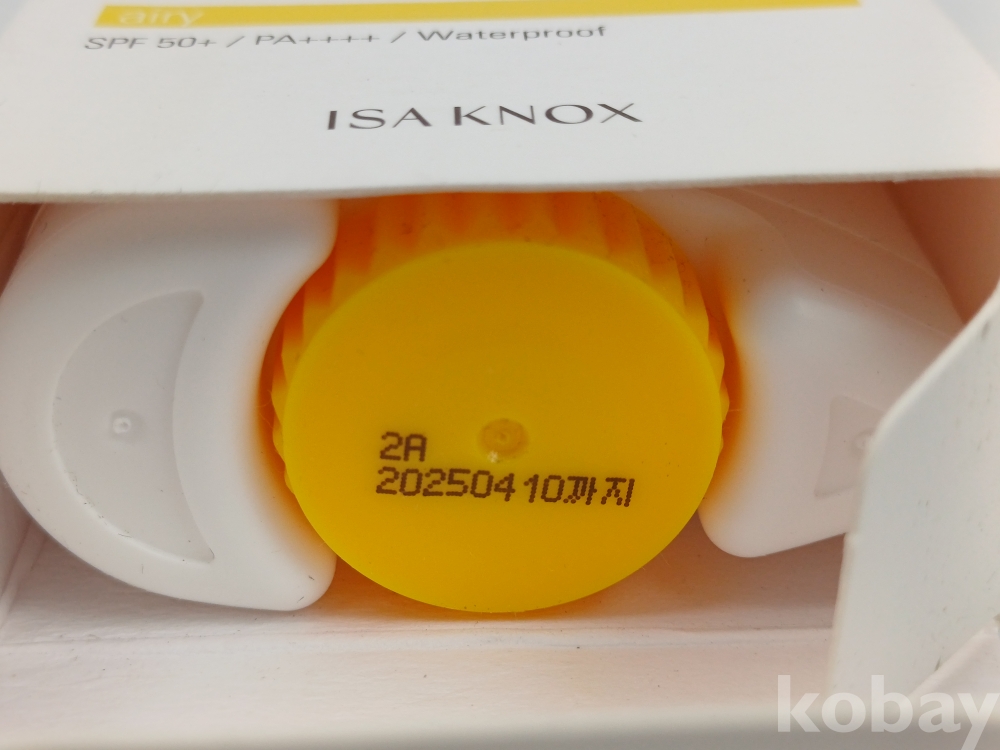 airy
SPF 50+ / PA++++ / Waterproof
ISA KNOX
2A
20250410까지
kobay